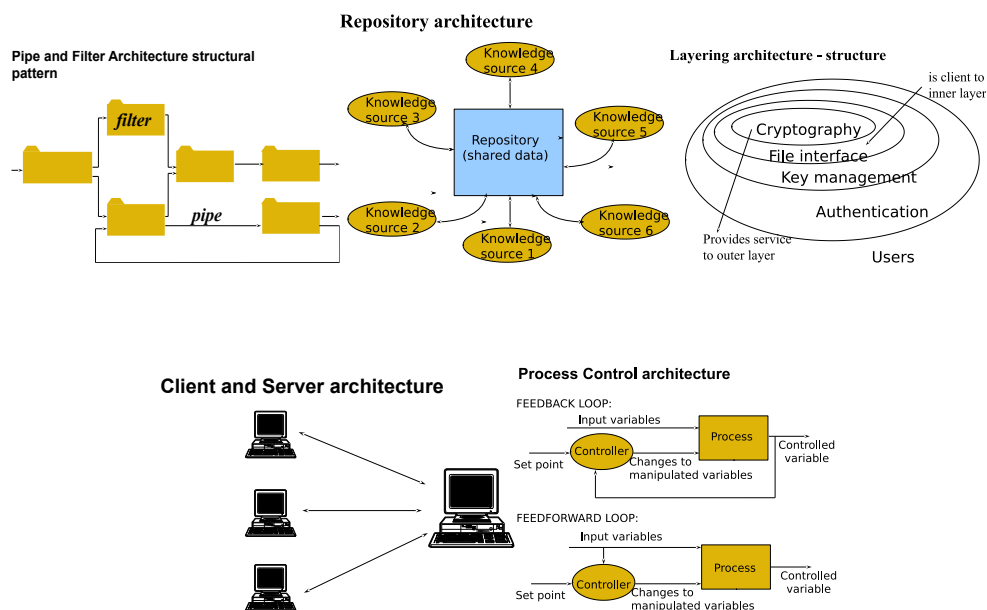 Repository architecture
Pipe and Filter Architecture structural
pattern
filter
pipe
Knowledge
source 4
Knowledge
source 3
Knowledge
source 5
Repository
(shared data)
Knowledge
source 2
Knowledge
source 1
Knowledge
source 6
Layering architecture - structure
is client to
inner layer
Cryptography
File interface
Key management
Authentication
Provides service
to outer layer
Users
Client and Server architecture
Process Control architecture
FEEDBACK LOOP:
Input variables
Process
Controller
Controlled
variable
Set point
Changes to
manipulated variables
FEEDFORWARD LOOP:
Input variables
Process
Controller
Controlled
variable
Set point
Changes to
manipulated variables